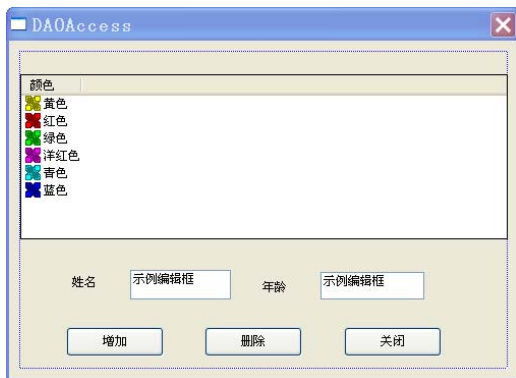 DAOAccess
颜色
黄色
红色
绿色
洋红色
青色
蓝色
姓名 示例编辑框 年龄 示例编辑框
增加 删除 关闭